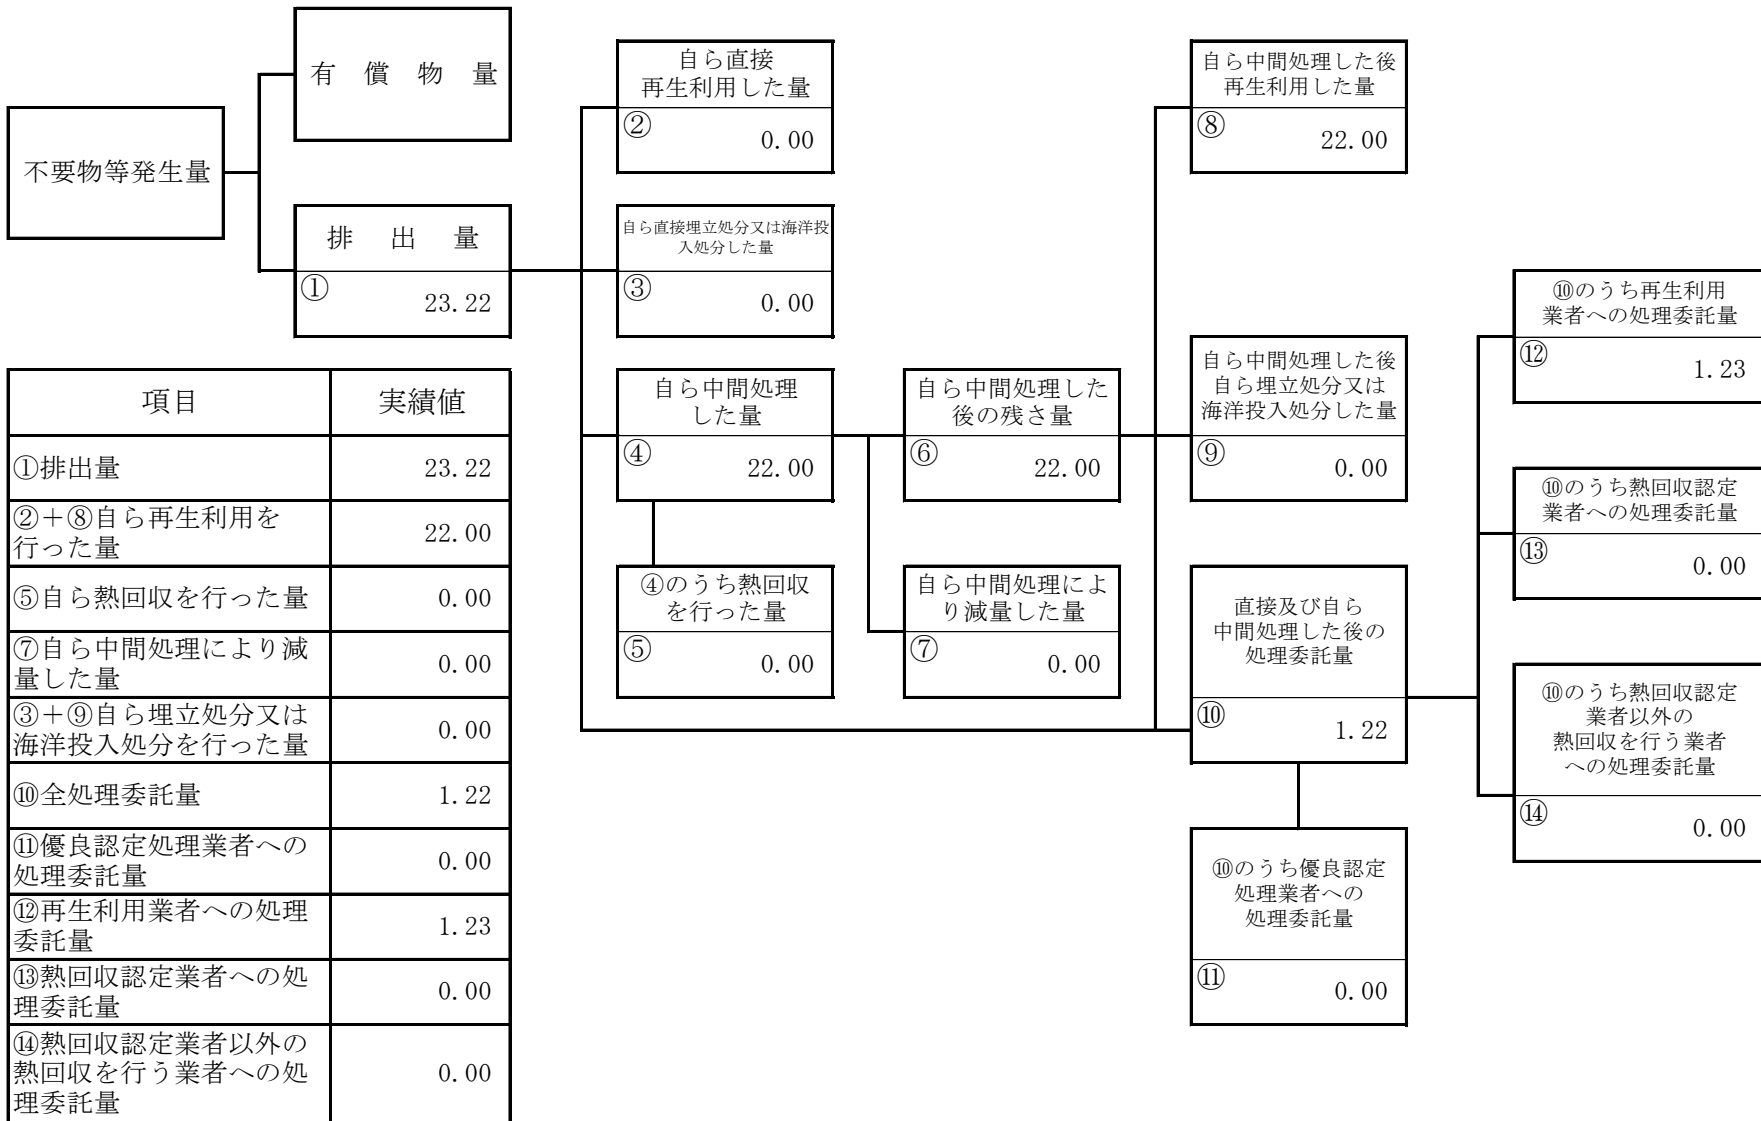 有 償 物 量
不要物等発生量
排 出 量
①
23.22
自ら直接
再生利用した量
②
0.00
自ら直接埋立処分又は海洋投
入処分した量
③
0.00
自ら中間処理
した量
④
22.00
④のうち熱回収
を行った量
⑤
0.00
自ら中間処理した
後の残さ量
⑥
22.00
自ら中間処理によ
り減量した量
⑦
0.00
自ら中間処理した後
再生利用した量
⑧
22.00
自ら中間処理した後
自ら埋立処分又は
海洋投入処分した量
⑨
0.00
直接及び自ら
中間処理した後の
処理委託量
⑩
1.22
⑩のうち優良認定
処理業者への
処理委託量
⑪
0.00
⑩のうち再生利用
業者への処理委託量
⑫
1.23
⑩のうち熱回収認定
業者への処理委託量
⑬
0.00
⑩のうち熱回収認定
業者以外の
熱回収を行う業者
への処理委託量
⑭
0.00
項目 実績値
①排出量 23.22
②+⑧自ら再生利用を
行った量 22.00
⑤自ら熱回収を行った量 0.00
⑦自ら中間処理により減
量した量 0.00
③+⑨自ら埋立処分又は
海洋投入処分を行った量 0.00
⑩全処理委託量 1.22
⑪優良認定処理業者への
処理委託量 0.00
⑫再生利用業者への処理
委託量 1.23
⑬熱回収認定業者への処
理委託量 0.00
⑭熱回収認定業者以外の
熱回収を行う業者への処
理委託量 0.00